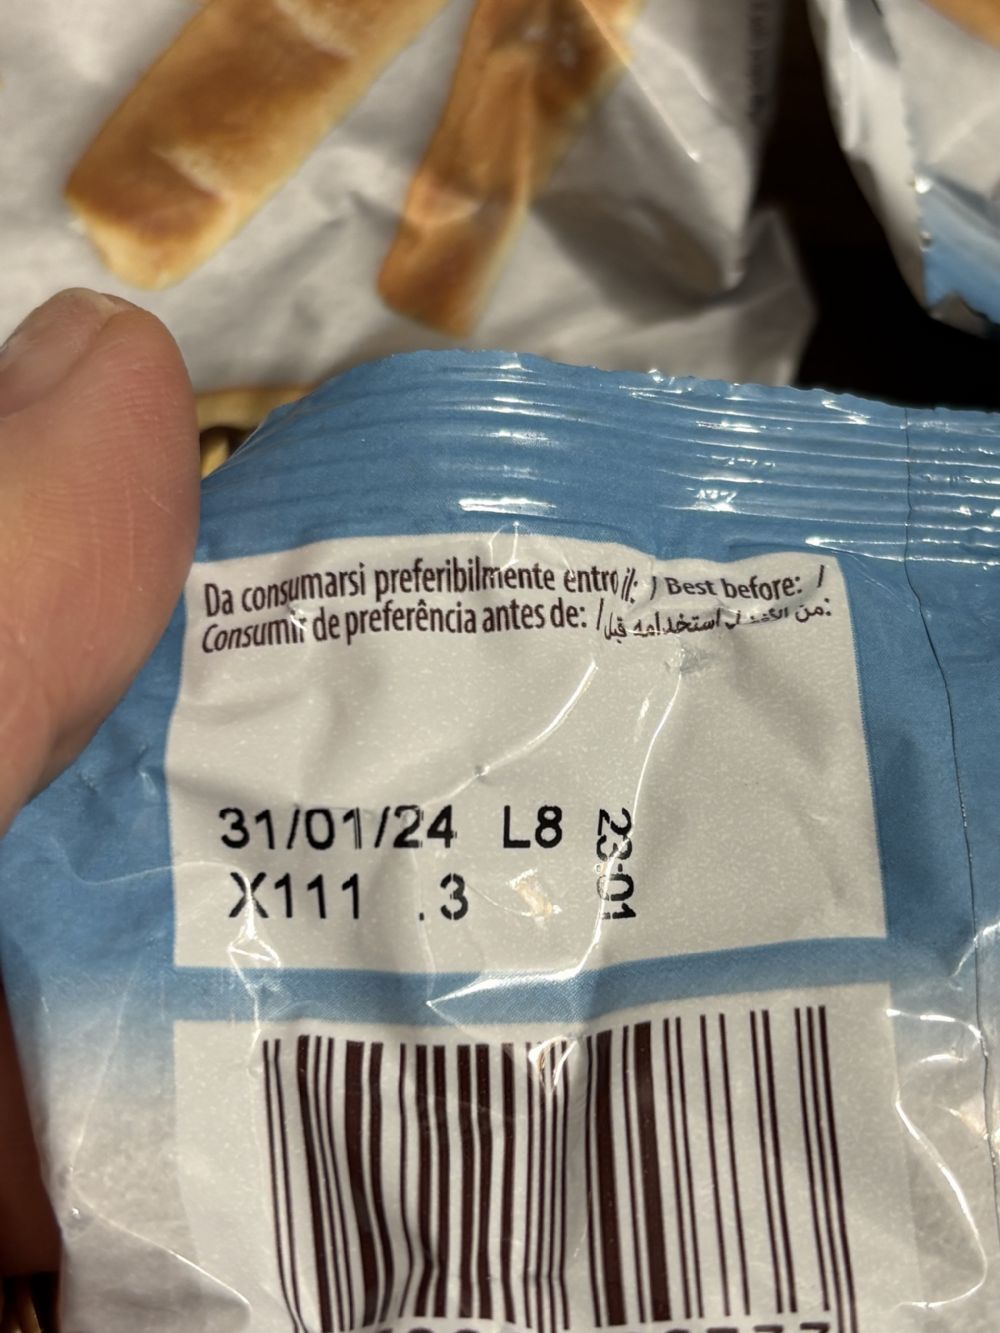 Da consumarsi preferibilmente entro il: / Best before: /
Consumir de preferência antes de: / من الأفضل استخدامه قبل:
31/01/24 L8
X111 .3
23:01